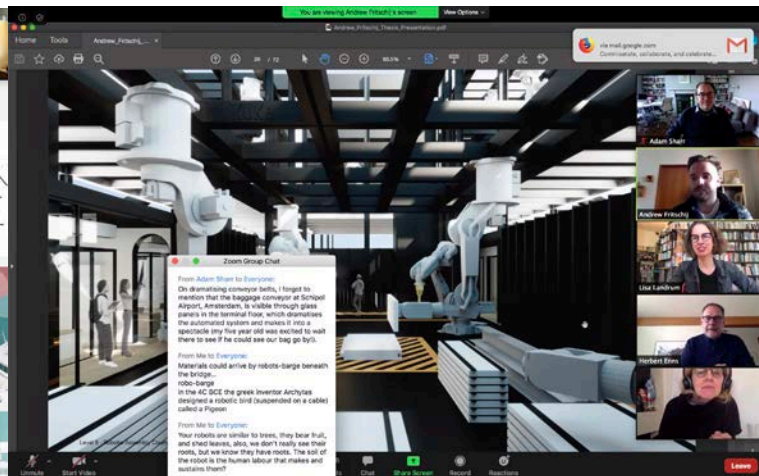 You are viewing Andrew Fritschij's screen
View Options
Andrew_Fritschij_Thesis_Presentation.pdf
Home
Tools
Andrew_Fritschij_...
×
/ 12
via mail.google.com
Commiserate, collaborate, and celebrate...
Adam Sharr
Andrew Fritschij
Lisa Landrum
Herbert Enns
Zoom Group Chat
From Adam Sharr to Everyone:
On dramatising conveyor belts, I forgot to
mention that the baggage conveyor at Schipol
Airport, Amsterdam, is visible through glass
panels in the terminal floor, which dramatises
the automated system and makes it into a
spectacle (my five year old was excited to wait
there to see if he could see our bag go by!).
From Me to Everyone:
Materials could arrive by robots-barge beneath
the bridge...
robo-barge
in the 4C BCE the greek inventor Archytas
designed a robotic bird (suspended on a cable)
called a Pigeon
From Me to Everyone:
Your robots are similar to trees, they bear fruit,
and shed leaves, also, we don't really see their
roots, but we know they have roots. The soil of
the robot is the human labour that makes and
sustains them?
Unmute
Start Video
Chat
Share Screen
Record
Reactions
Leave